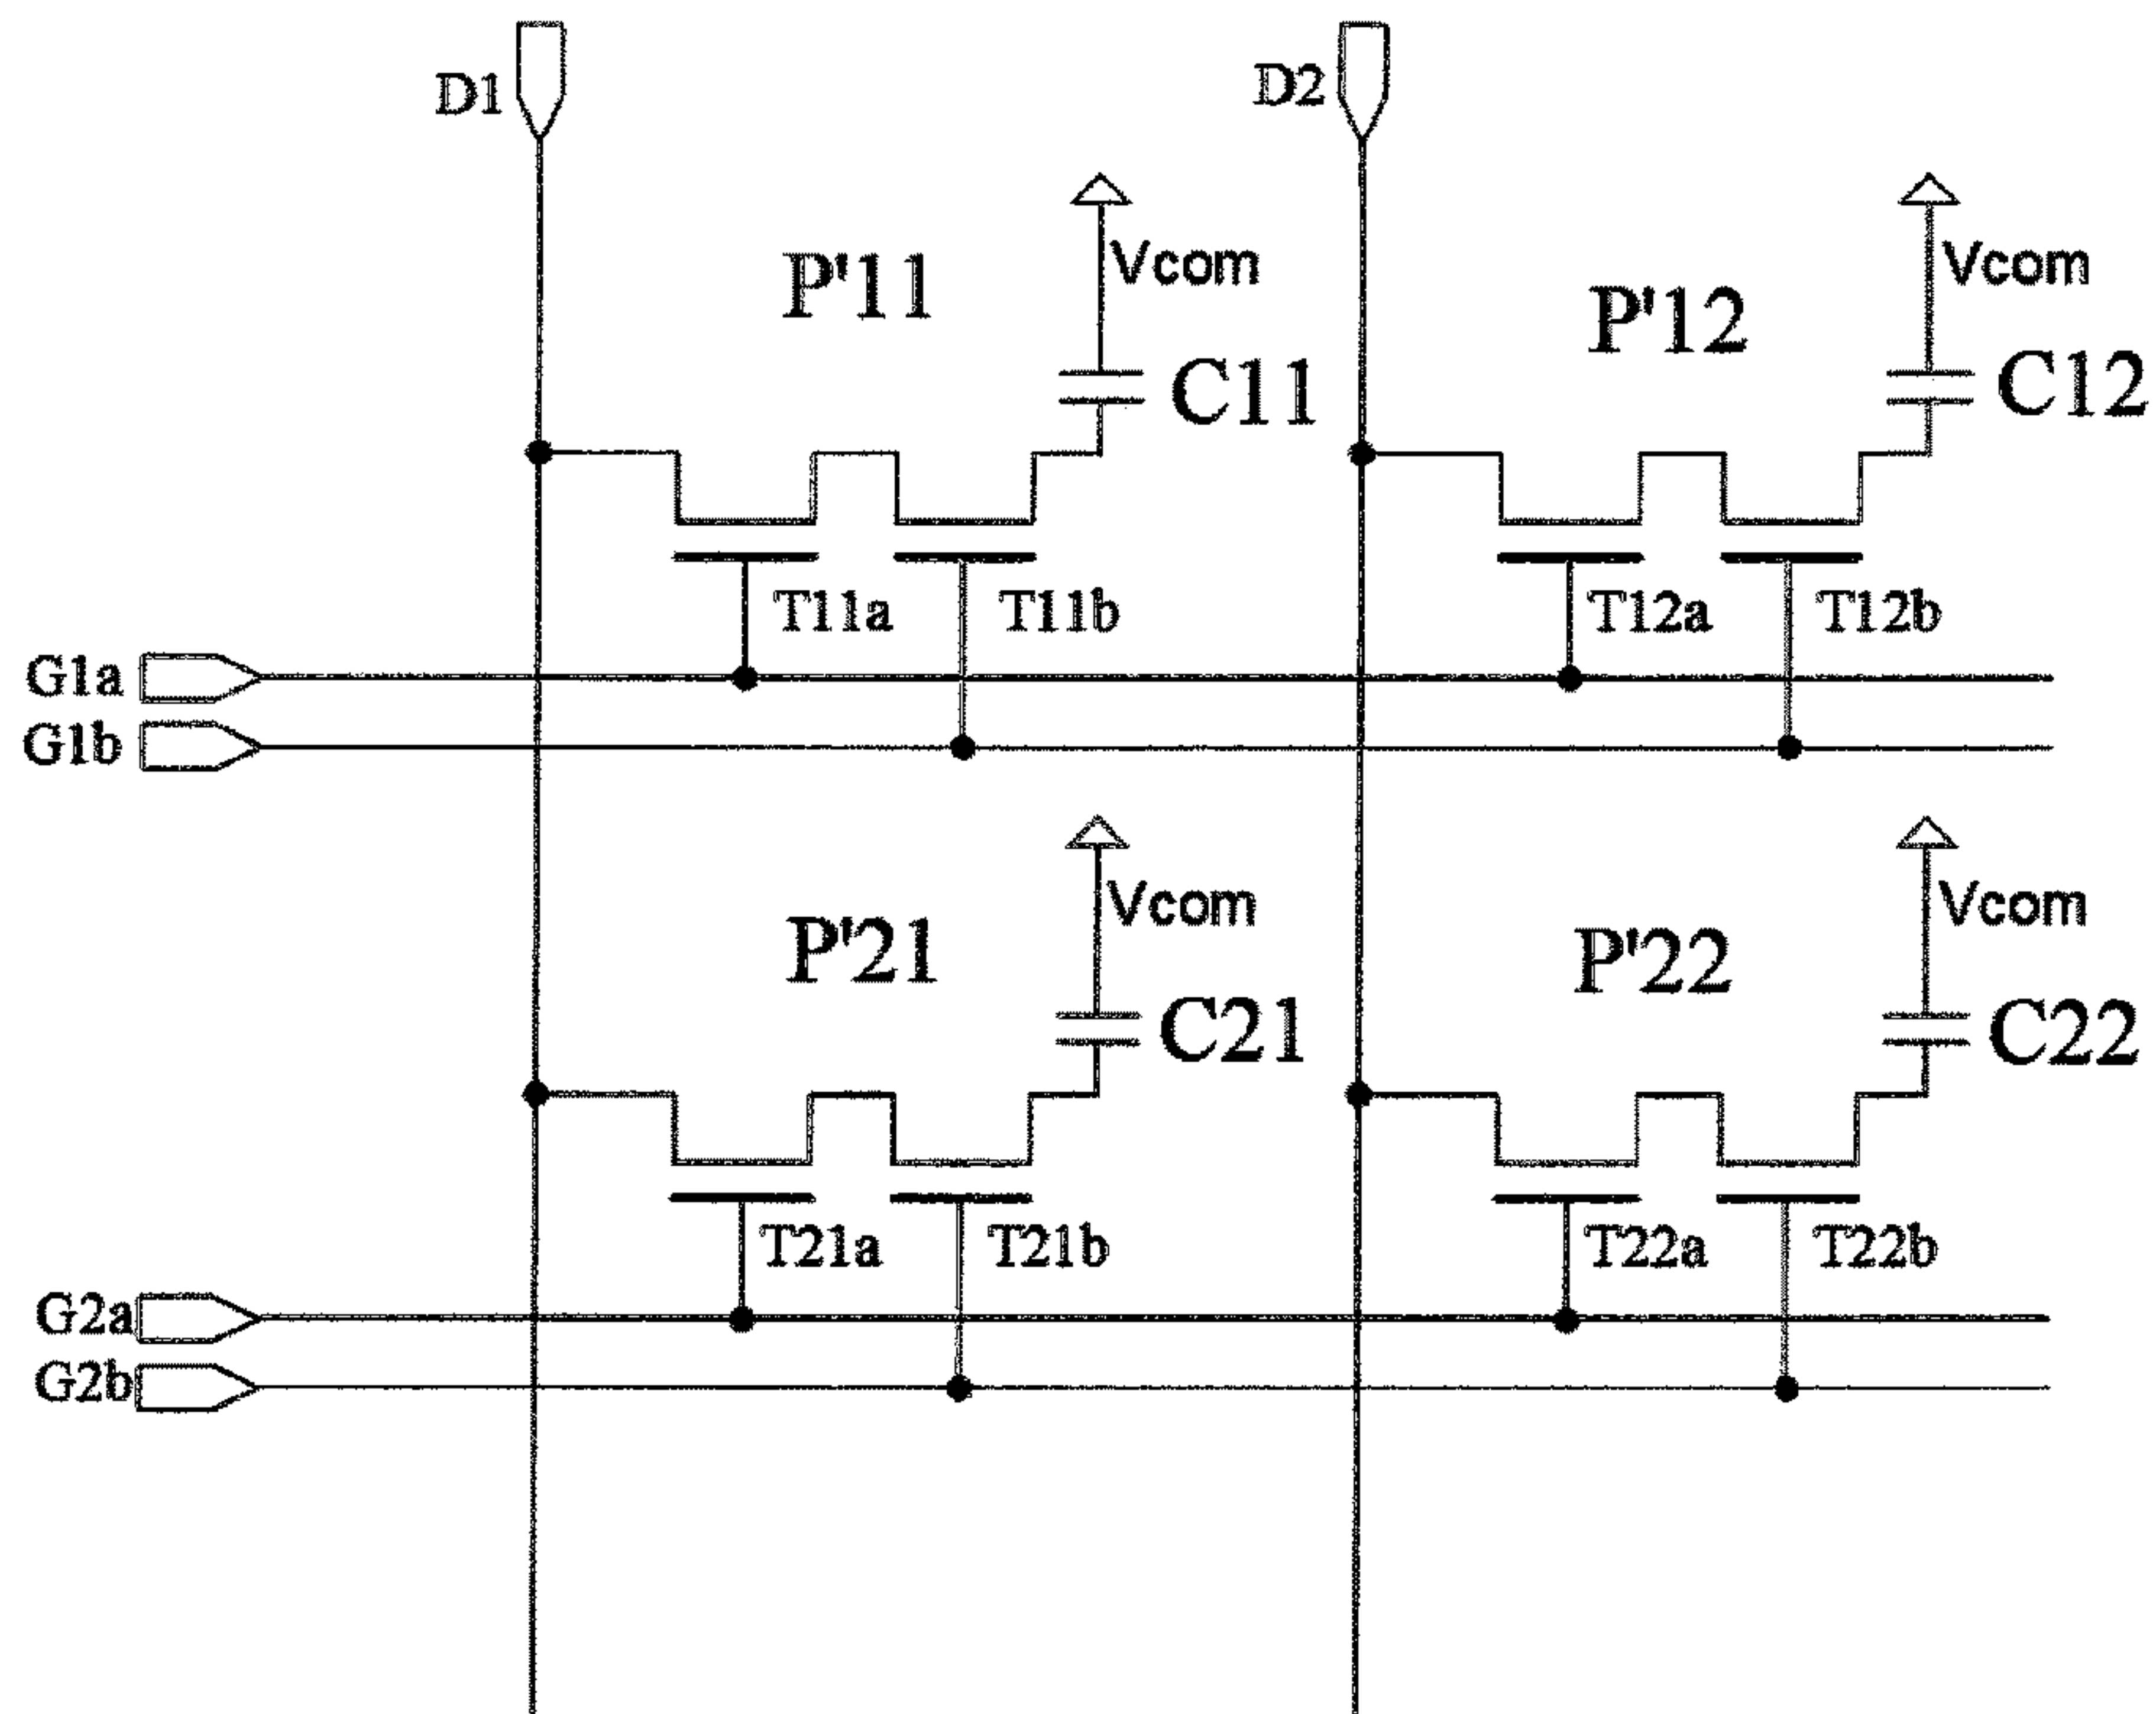 D1
D2
Vcom
Vcom
P'11
P'12
C11
C12
T11a
T11b
T12a
T12b
G1a
G1b
Vcom
Vcom
P'21
P'22
C21
C22
T21a
T21b
T22a
T22b
G2a
G2b